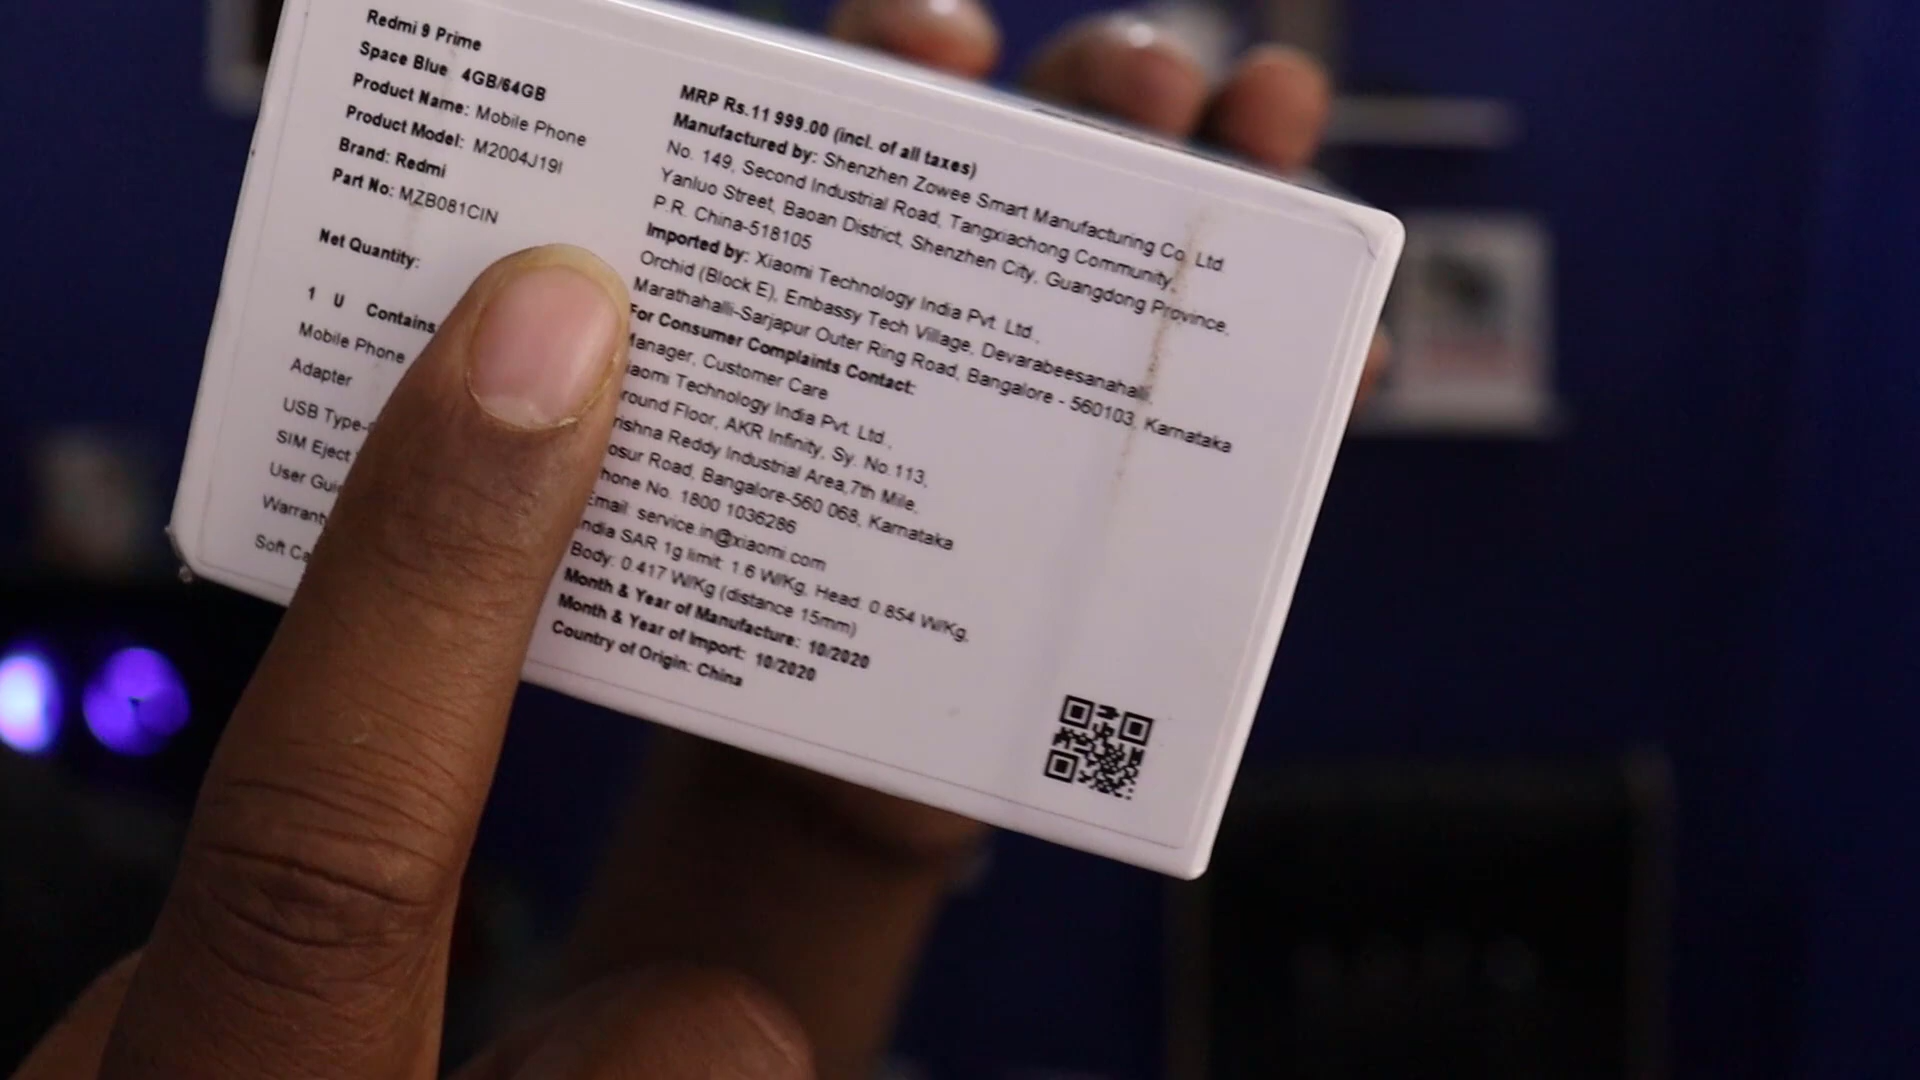 Redmi 9 Prime
Space Blue 4GB/64GB
Product Name: Mobile Phone
Product Model: M2004J19I
Brand: Redmi
Part No: MZB081CIN
Net Quantity:
1 U Contains
Mobile Phone
Adapter
USB Type-
SIM Eject
User
Soft
MRP Rs.11 999.00 (incl. of all taxes)
Manufactured by: Shenzhen Zowee Smart Manufacturing Co. Ltd
No. 149, Second Industrial Road, Tangxiachong Community,
Yanluo Street, Baoan District, Shenzhen City, Guangdong Province,
P.R. China-518105
Imported by: Xiaomi Technology India Pvt. Ltd.,
Orchid (Block E), Embassy Tech Village, Devarabeesanahalli,
Marathahalli-Sarjapur Outer Ring Road, Bangalore - 560103, Karnataka
For Consumer Complaints Contact:
Manager, Customer Care
Xiaomi Technology India Pvt. Ltd.,
Ground Floor, AKR Infinity, Sy. No.113,
Krishna Reddy Industrial Area,7th Mile,
Hosur Road, Bangalore-560 068, Karnataka
Phone No. 1800 1036286
Email: service.in@xiaomi.com
India SAR 1g limit: 1.6 W/Kg, Head: 0.854 W/Kg,
Body: 0.417 W/Kg (distance 15mm)
Month & Year of Manufacture: 10/2020
Month & Year of Import: 10/2020
Country of Origin: China